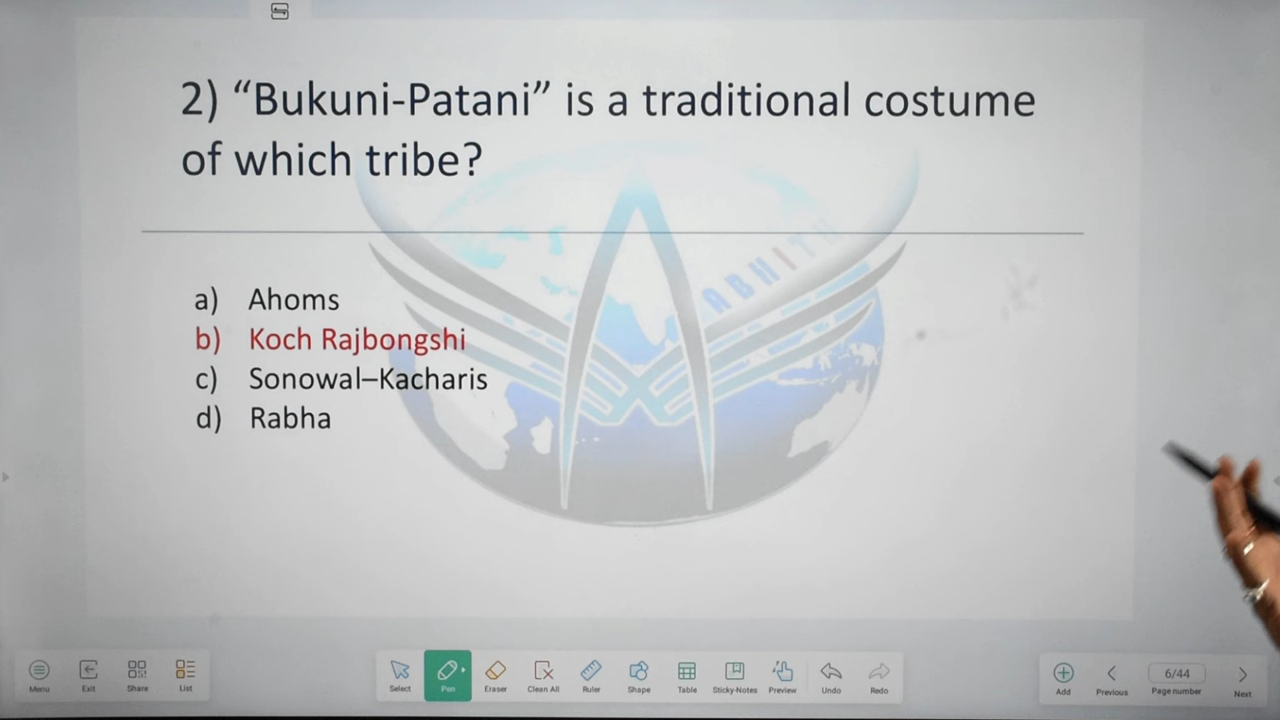 2) “Bukuni-Patani” is a traditional costume
of which tribe?
ABHITU
a) Ahoms
b) Koch Rajbongshi
c) Sonowal–Kacharis
d) Rabha
Menu Exit Share List
Select Pen Eraser Clean All Ruler Shape Table Sticky-Notes Preview Undo Redo
Add Previous 6/44 Page number Next